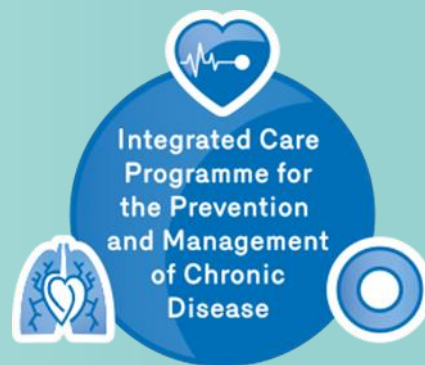 Integrated Care
Programme for
the Prevention
and Management
of Chronic
Disease